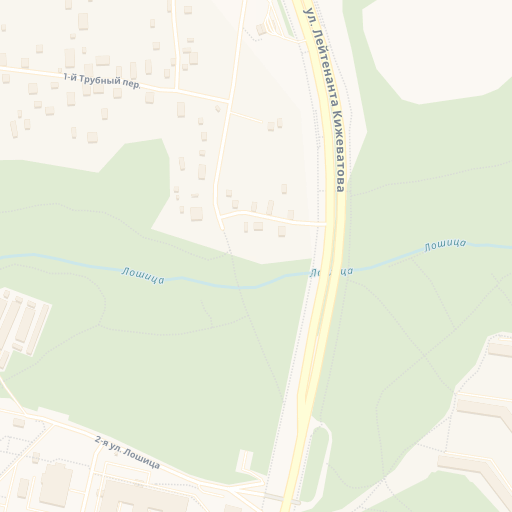 ул. Лейтенанта Кижеватова
1-й Трубный пер.
Лошица
Лошица
Лошица
2-я ул. Лошица